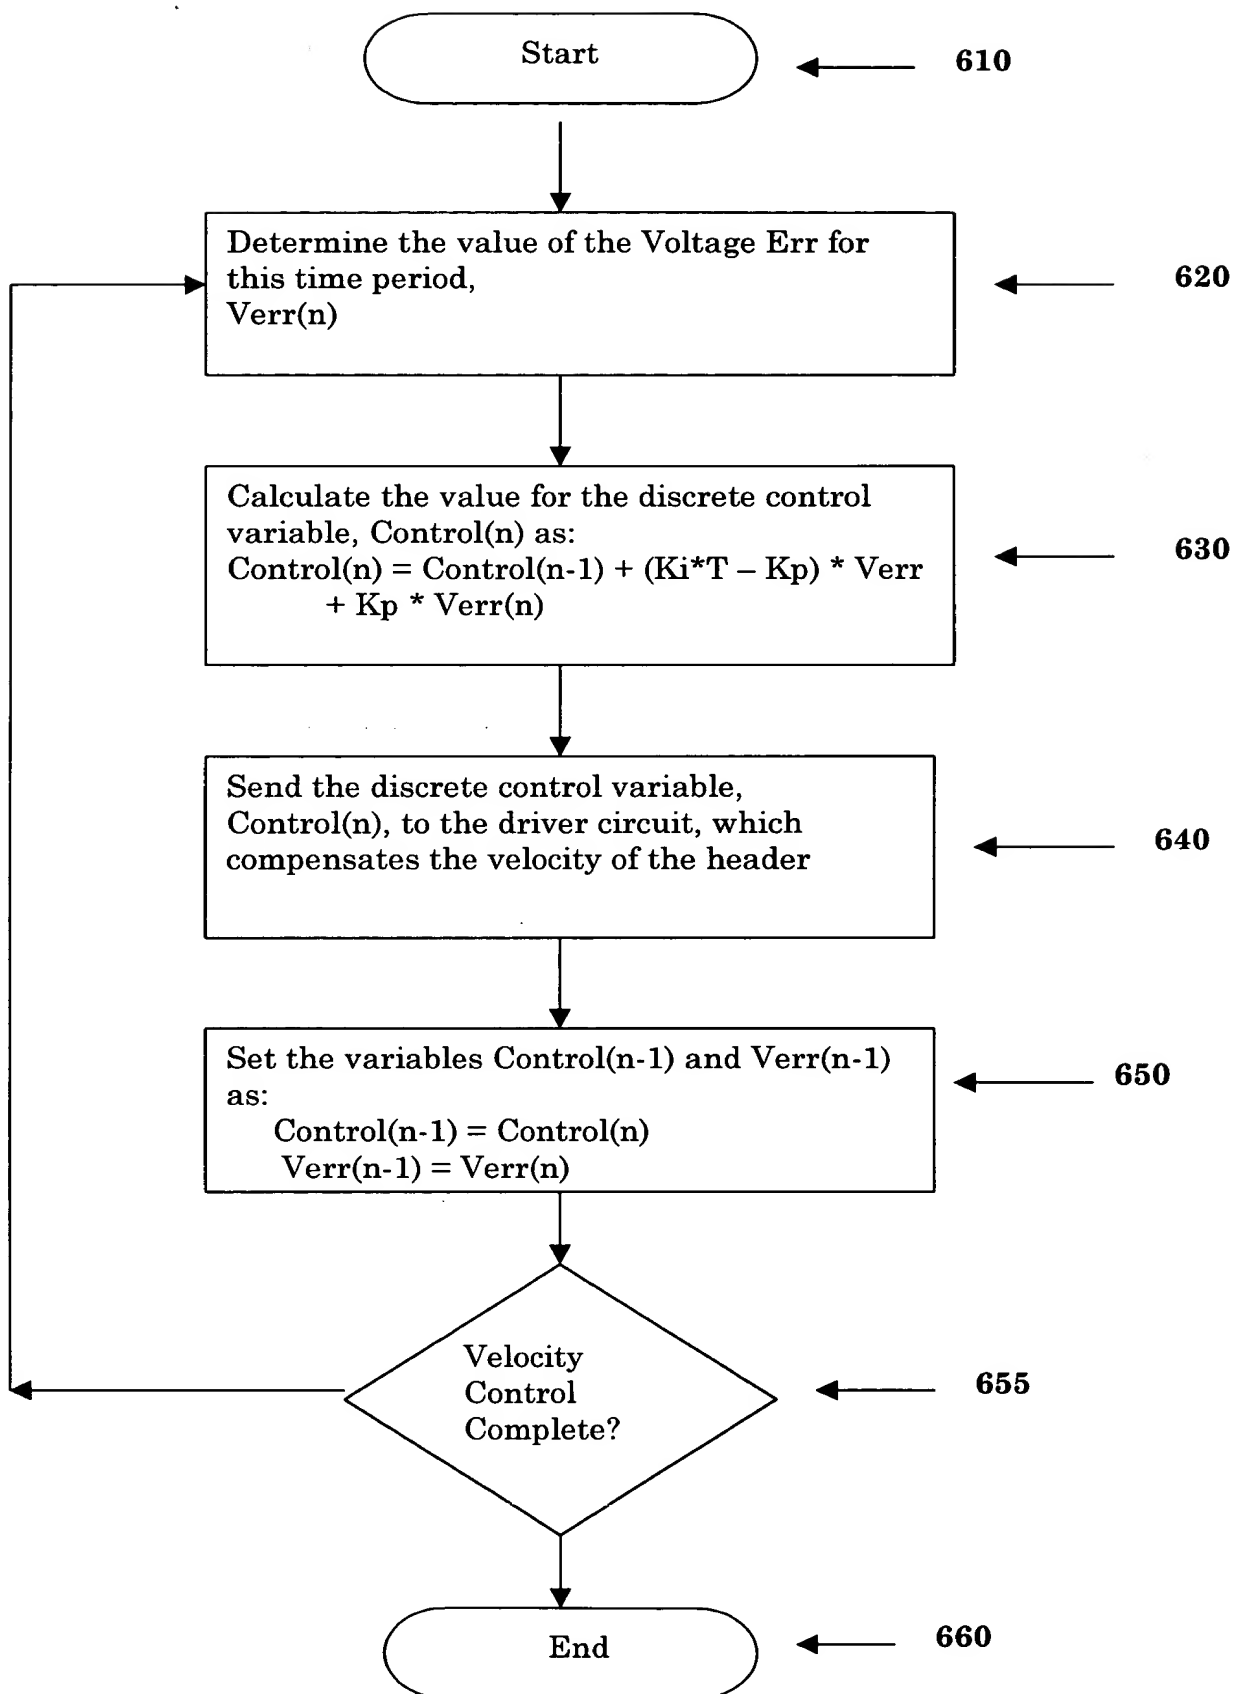 Start
610
Determine the value of the Voltage Err for
this time period,
Verr(n)
620
Calculate the value for the discrete control
variable, Control(n) as:
Control(n) = Control(n-1) + (Ki*T – Kp) * Verr
+ Kp * Verr(n)
630
Send the discrete control variable,
Control(n), to the driver circuit, which
compensates the velocity of the header
640
Set the variables Control(n-1) and Verr(n-1)
as:
Control(n-1) = Control(n)
Verr(n-1) = Verr(n)
650
Velocity
Control
Complete?
655
End
660